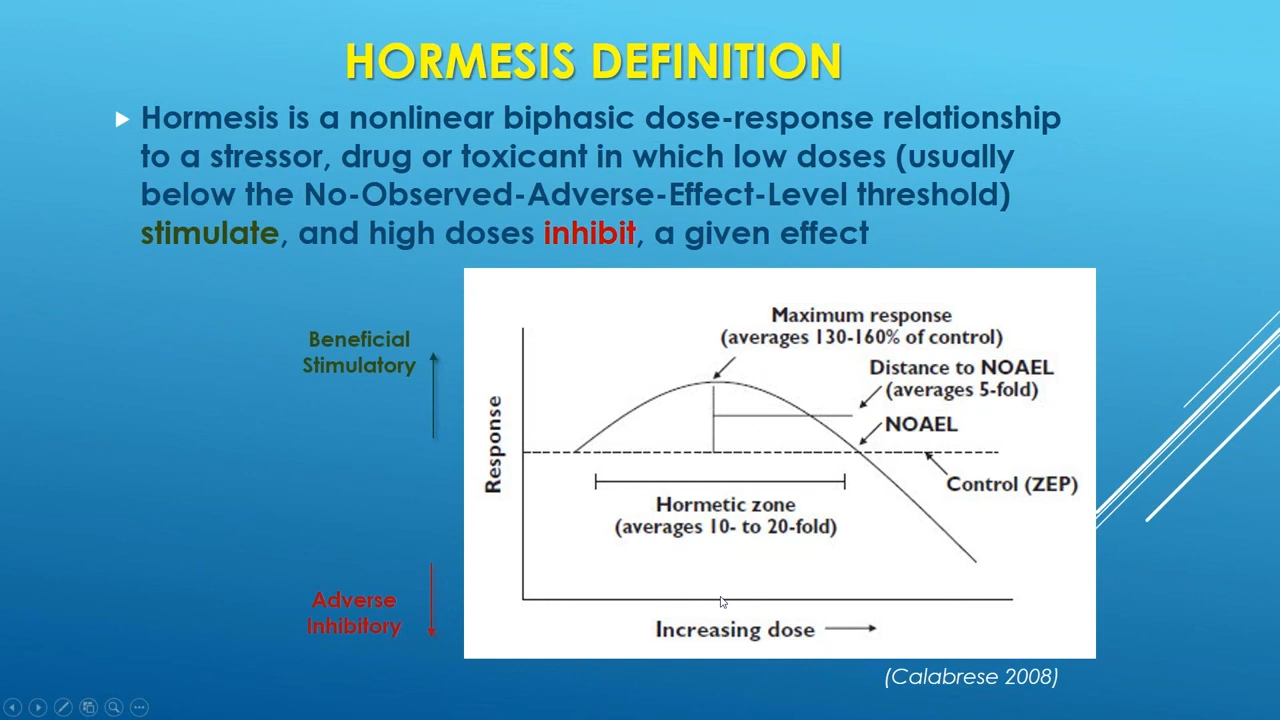 HORMESIS DEFINITION
Hormesis is a nonlinear biphasic dose-response relationship
to a stressor, drug or toxicant in which low doses (usually
below the No-Observed-Adverse-Effect-Level threshold)
stimulate, and high doses inhibit, a given effect
Beneficial
Stimulatory
Adverse
Inhibitory
Maximum response
(averages 130-160% of control)
Distance to NOAEL
(averages 5-fold)
NOAEL
Control (ZEP)
Response
Hormetic zone
(averages 10- to 20-fold)
Increasing dose
(Calabrese 2008)